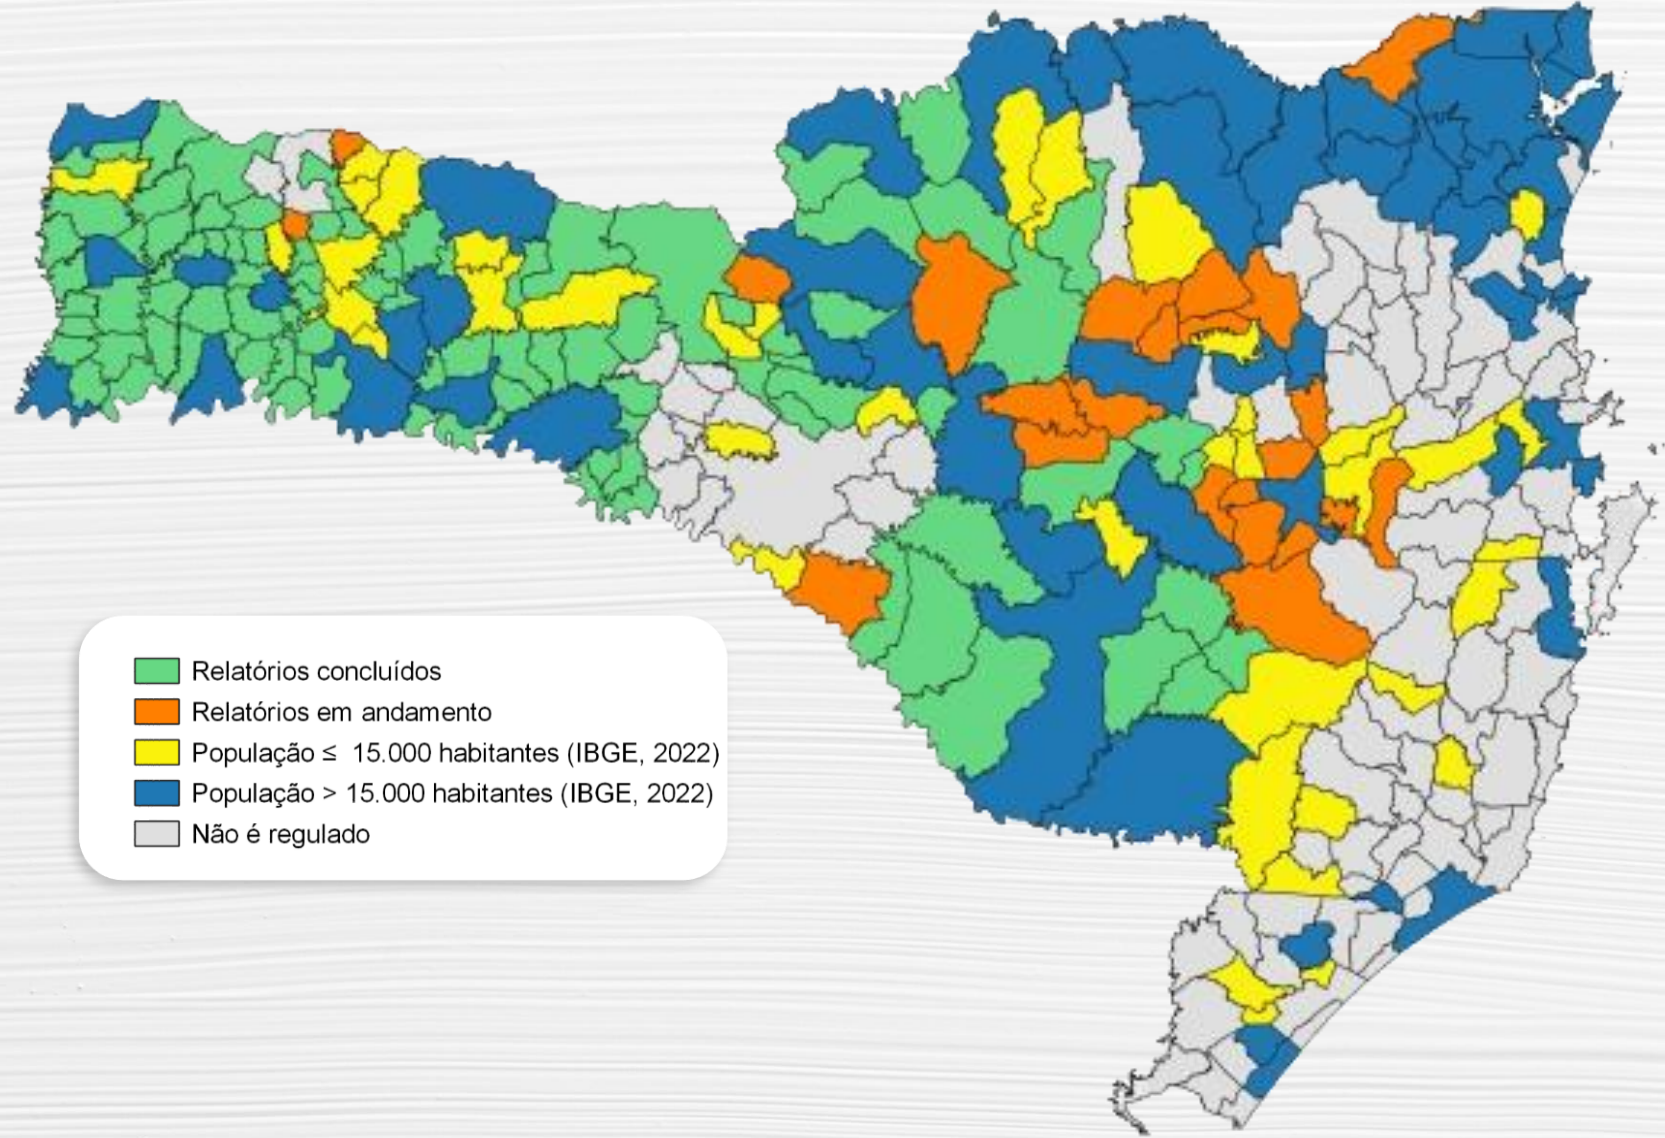 Relatórios concluídos
Relatórios em andamento
População ≤ 15.000 habitantes (IBGE, 2022)
População > 15.000 habitantes (IBGE, 2022)
Não é regulado